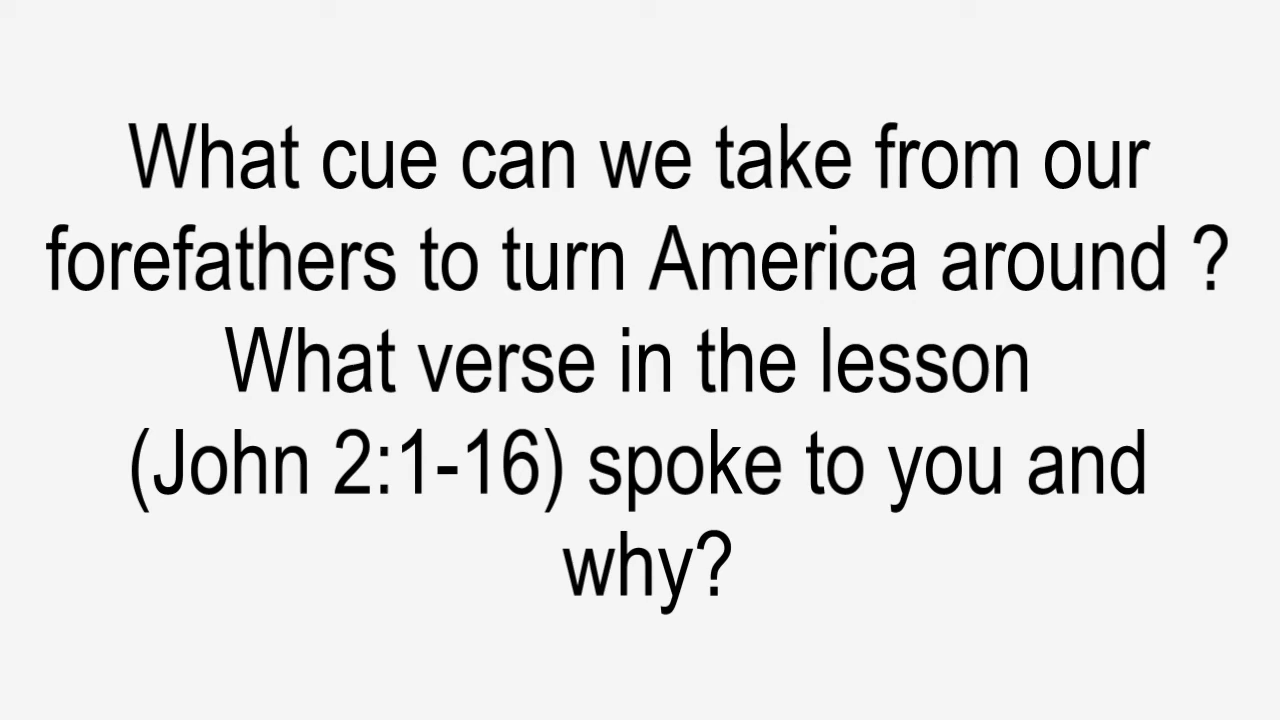 What cue can we take from our
forefathers to turn America around ?
What verse in the lesson
(John 2:1-16) spoke to you and
why?